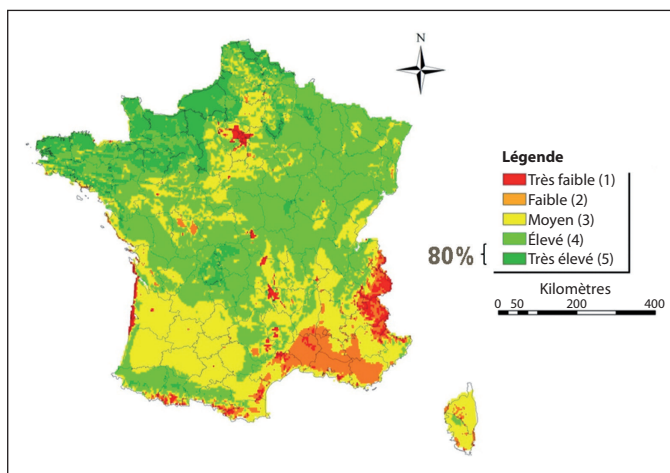 N
Légende
Très faible (1)
Faible (2)
Moyen (3)
Élevé (4)
80% Très élevé (5)
Kilomètres
0 50 200 400